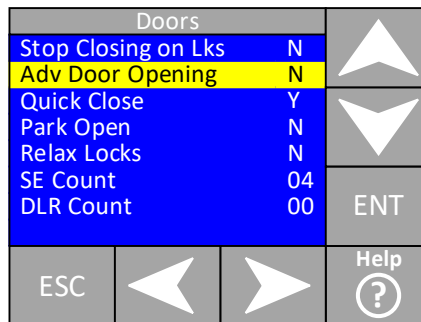 Doors
Stop Closing on Lks N
Adv Door Opening N
Quick Close Y
Park Open N
Relax Locks N
SE Count 04
DLR Count 00
ENT
ESC
Help
?